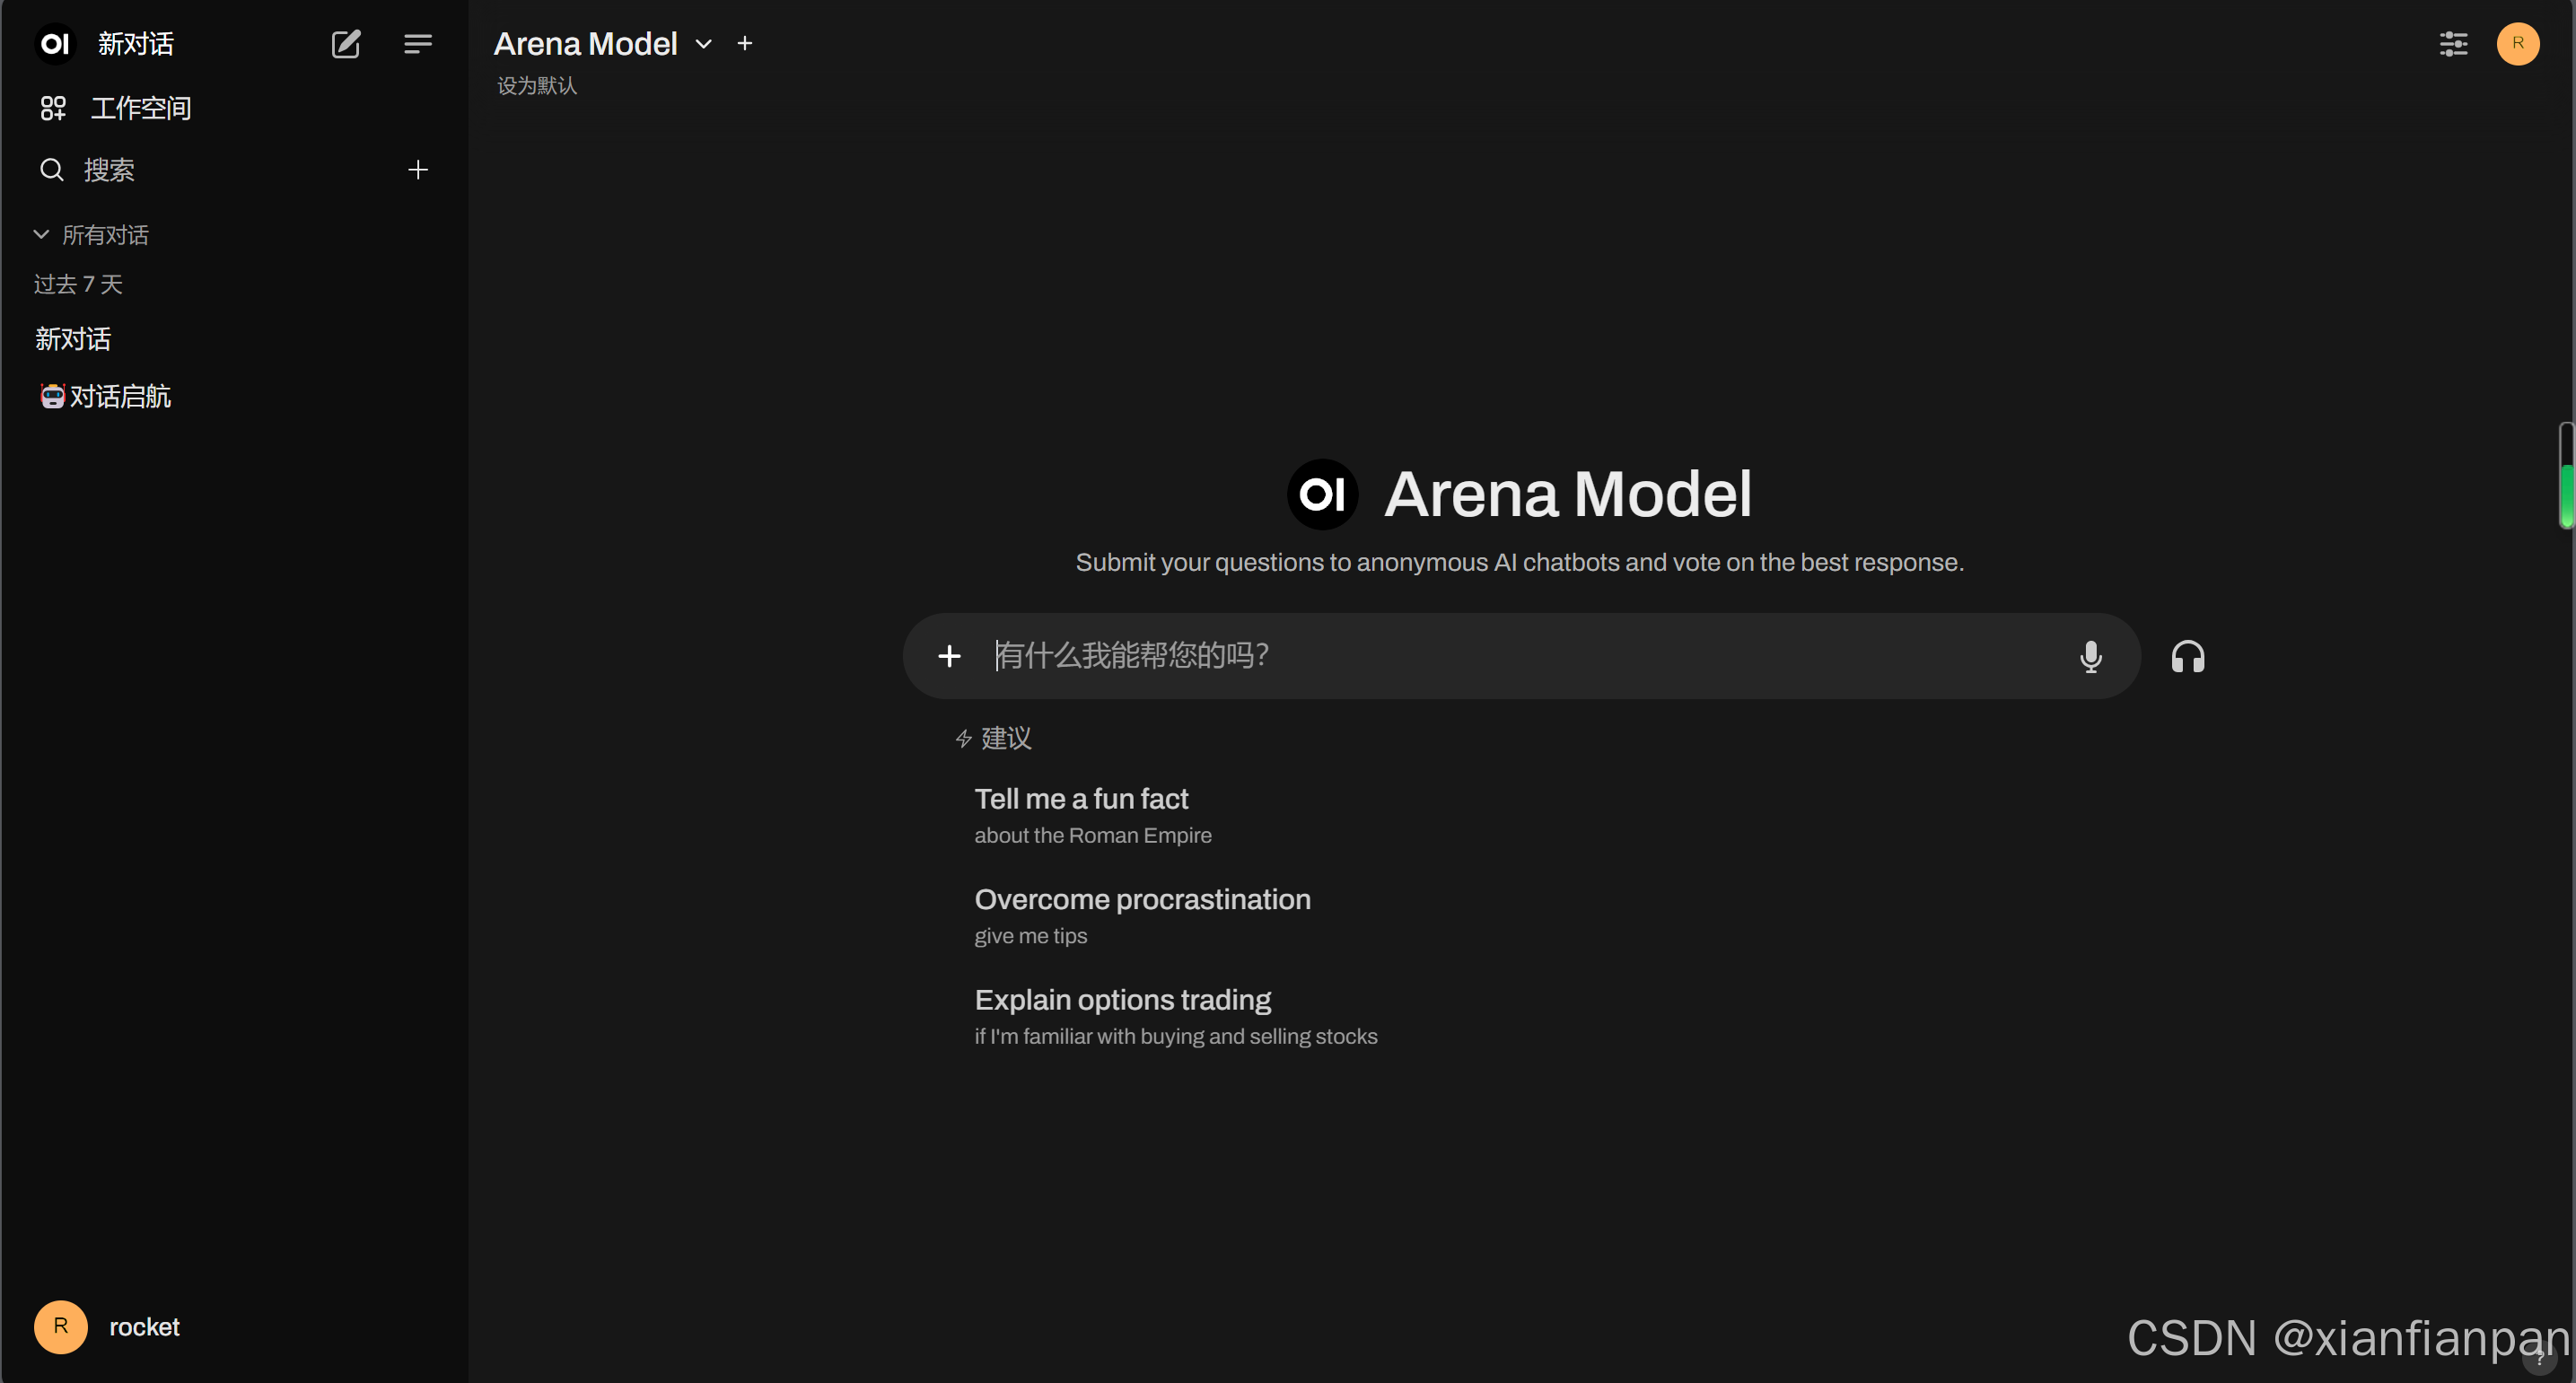 OI 新对话
工作空间
搜索
所有对话
过去 7 天
新对话
对话启航
R rocket
Arena Model
设为默认
R
OI Arena Model
Submit your questions to anonymous AI chatbots and vote on the best response.
有什么我能帮您的吗?
建议
Tell me a fun fact
about the Roman Empire
Overcome procrastination
give me tips
Explain options trading
if I'm familiar with buying and selling stocks
CSDN @xianfianpan
?